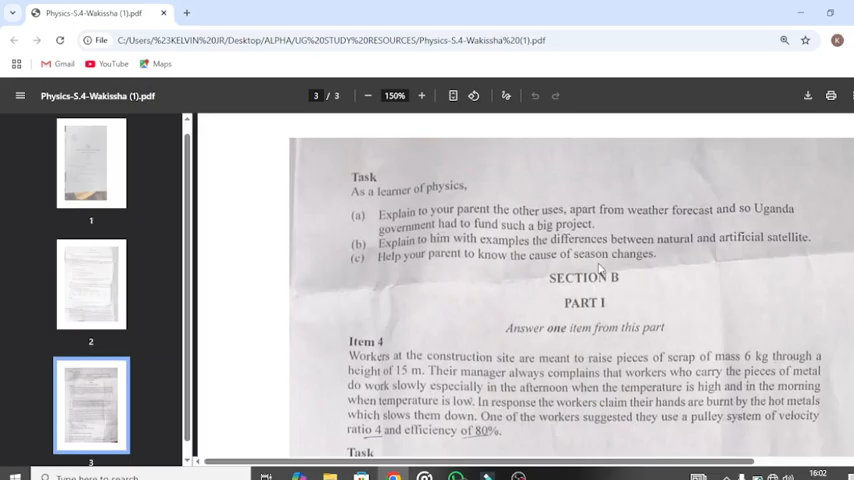 Physics-S.4-Wakissha (1).pdf
File C:/Users/%23KELVIN%20JR/Desktop/ALPHA/UG%20STUDY%20RESOURCES/Physics-S.4-Wakissha%20(1).pdf
K
Gmail YouTube Maps
Physics-S.4-Wakissha (1).pdf 3 / 3 150%
1
2
3
Task
As a learner of physics,
(a) Explain to your parent the other uses, apart from weather forecast and so Uganda
government had to fund such a big project.
(b) Explain to him with examples the differences between natural and artificial satellite.
(c) Help your parent to know the cause of season changes.
SECTION B
PART I
Answer one item from this part
Item 4
Workers at the construction site are meant to raise pieces of scrap of mass 6 kg through a
height of 15 m. Their manager always complains that workers who carry the pieces of metal
do work slowly especially in the afternoon when the temperature is high and in the morning
when temperature is low. In response the workers claim their hands are burnt by the hot metals
which slows them down. One of the workers suggested they use a pulley system of velocity
ratio 4 and efficiency of 80%.
Task
Type here to search
16:02